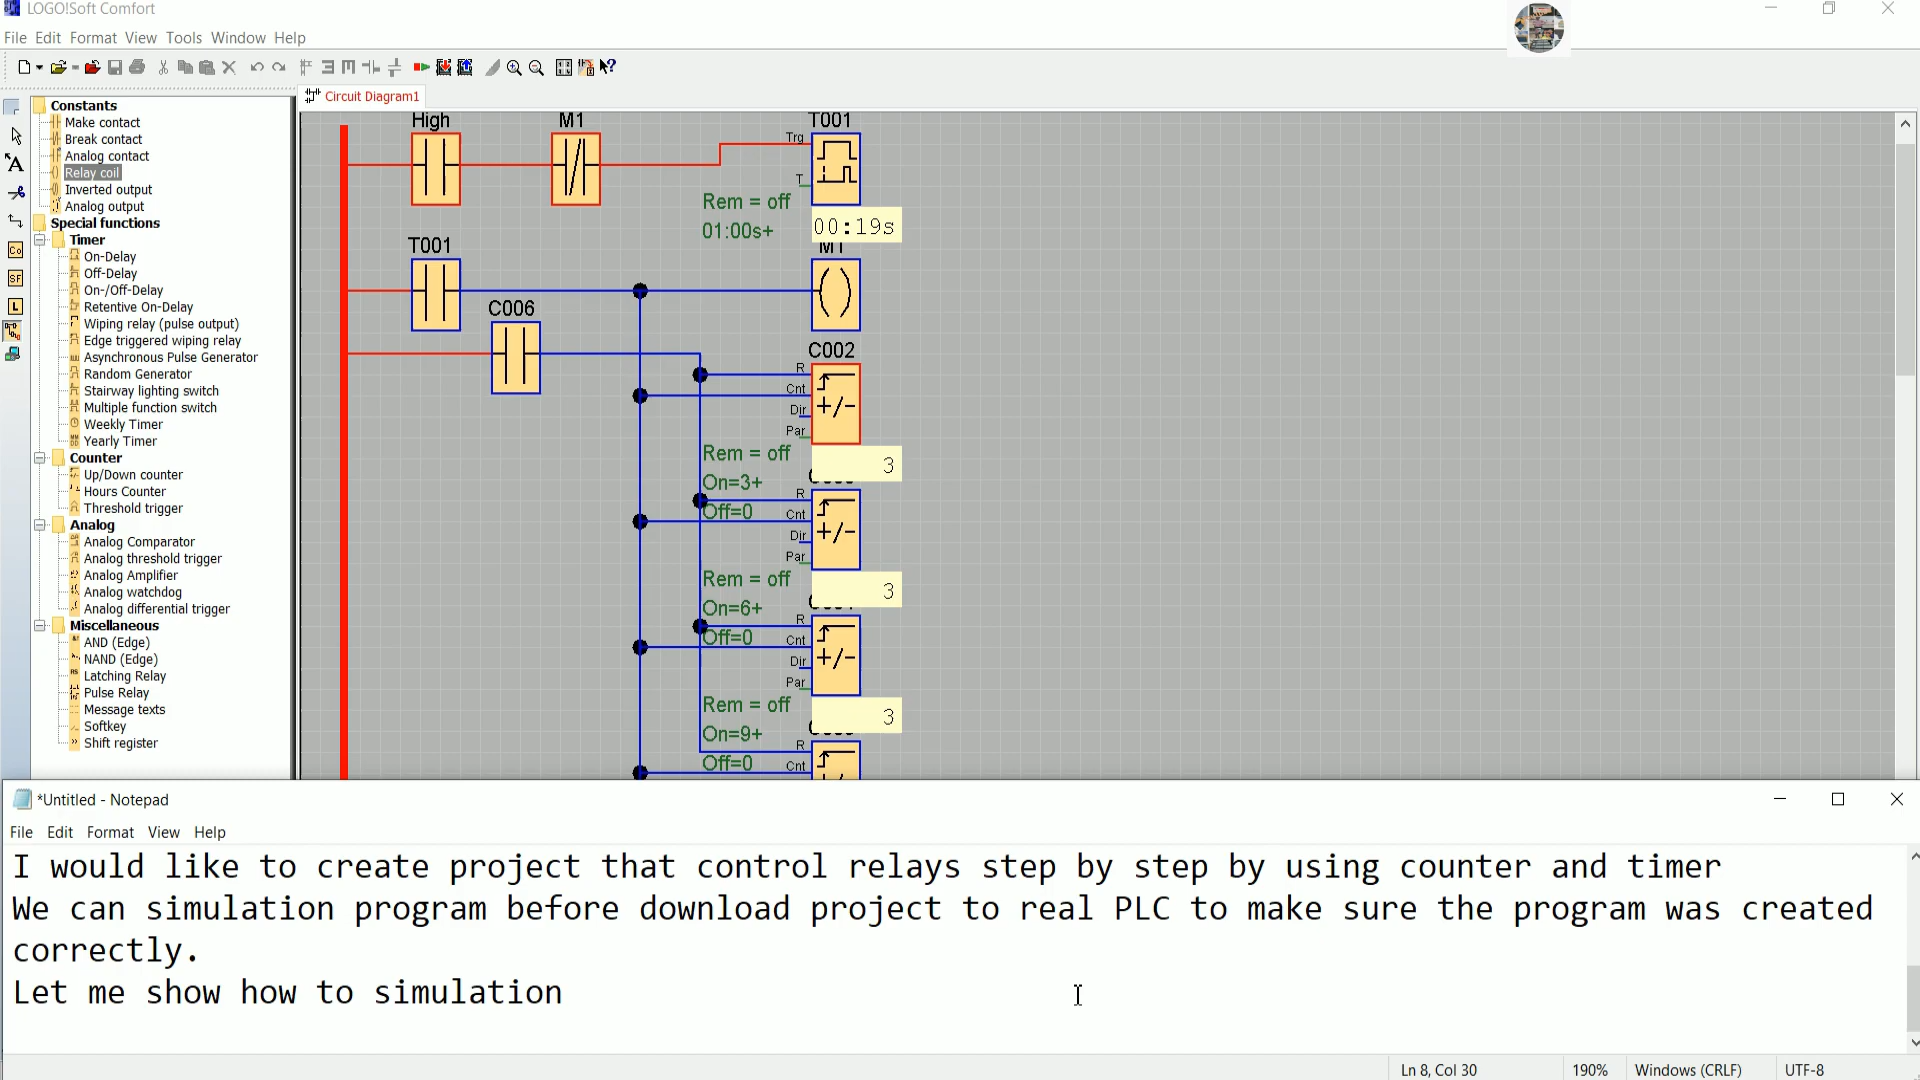 LOGO!Soft Comfort
File Edit Format View Tools Window Help
Circuit Diagram1
Constants
Make contact
Break contact
Analog contact
Relay coil
Inverted output
Analog output
Special functions
Timer
On-Delay
Off-Delay
On-/Off-Delay
Retentive On-Delay
Wiping relay (pulse output)
Edge triggered wiping relay
Asynchronous Pulse Generator
Random Generator
Stairway lighting switch
Multiple function switch
Weekly Timer
Yearly Timer
Counter
Up/Down counter
Hours Counter
Threshold trigger
Analog
Analog Comparator
Analog threshold trigger
Analog Amplifier
Analog watchdog
Analog differential trigger
Miscellaneous
AND (Edge)
NAND (Edge)
Latching Relay
Pulse Relay
Message texts
Softkey
Shift register
Co
SF
L
High M1 T001
Trg
T
Rem = off
01:00s+
00:19s
T001 M1
C006
C002
R
Cnt
Dir
Par
+/-
Rem = off
On=3+
Off=0
3
R
Cnt
Dir
Par
+/-
Rem = off
On=6+
Off=0
3
R
Cnt
Dir
Par
+/-
Rem = off
On=9+
Off=0
3
R
Cnt
*Untitled - Notepad
File Edit Format View Help
I would like to create project that control relays step by step by using counter and timer
We can simulation program before download project to real PLC to make sure the program was created
correctly.
Let me show how to simulation
Ln 8, Col 30 190% Windows (CRLF) UTF-8